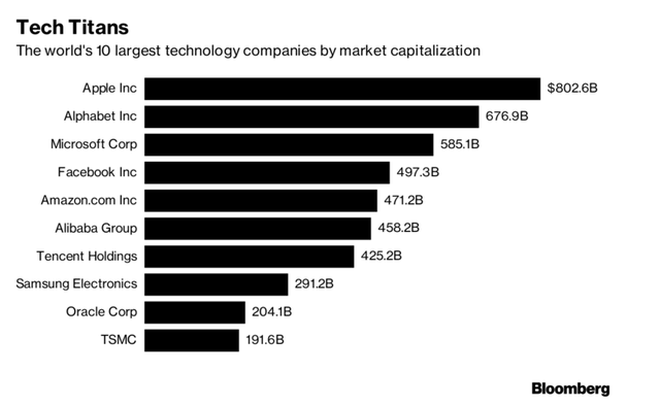 Tech Titans
The world's 10 largest technology companies by market capitalization
Apple Inc $802.6B
Alphabet Inc 676.9B
Microsoft Corp 585.1B
Facebook Inc 497.3B
Amazon.com Inc 471.2B
Alibaba Group 458.2B
Tencent Holdings 425.2B
Samsung Electronics 291.2B
Oracle Corp 204.1B
TSMC 191.6B
Bloomberg